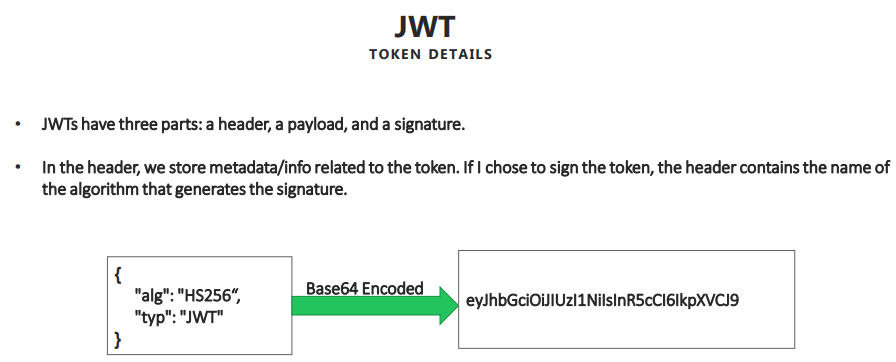 JWT
TOKEN DETAILS
• JWTs have three parts: a header, a payload, and a signature.
• In the header, we store metadata/info related to the token. If I chose to sign the token, the header contains the name of
the algorithm that generates the signature.
{
"alg": "HS256“,
"typ": "JWT"
}
Base64 Encoded
eyJhbGciOiJIUzI1NiIsInR5cCI6IkpXVCJ9